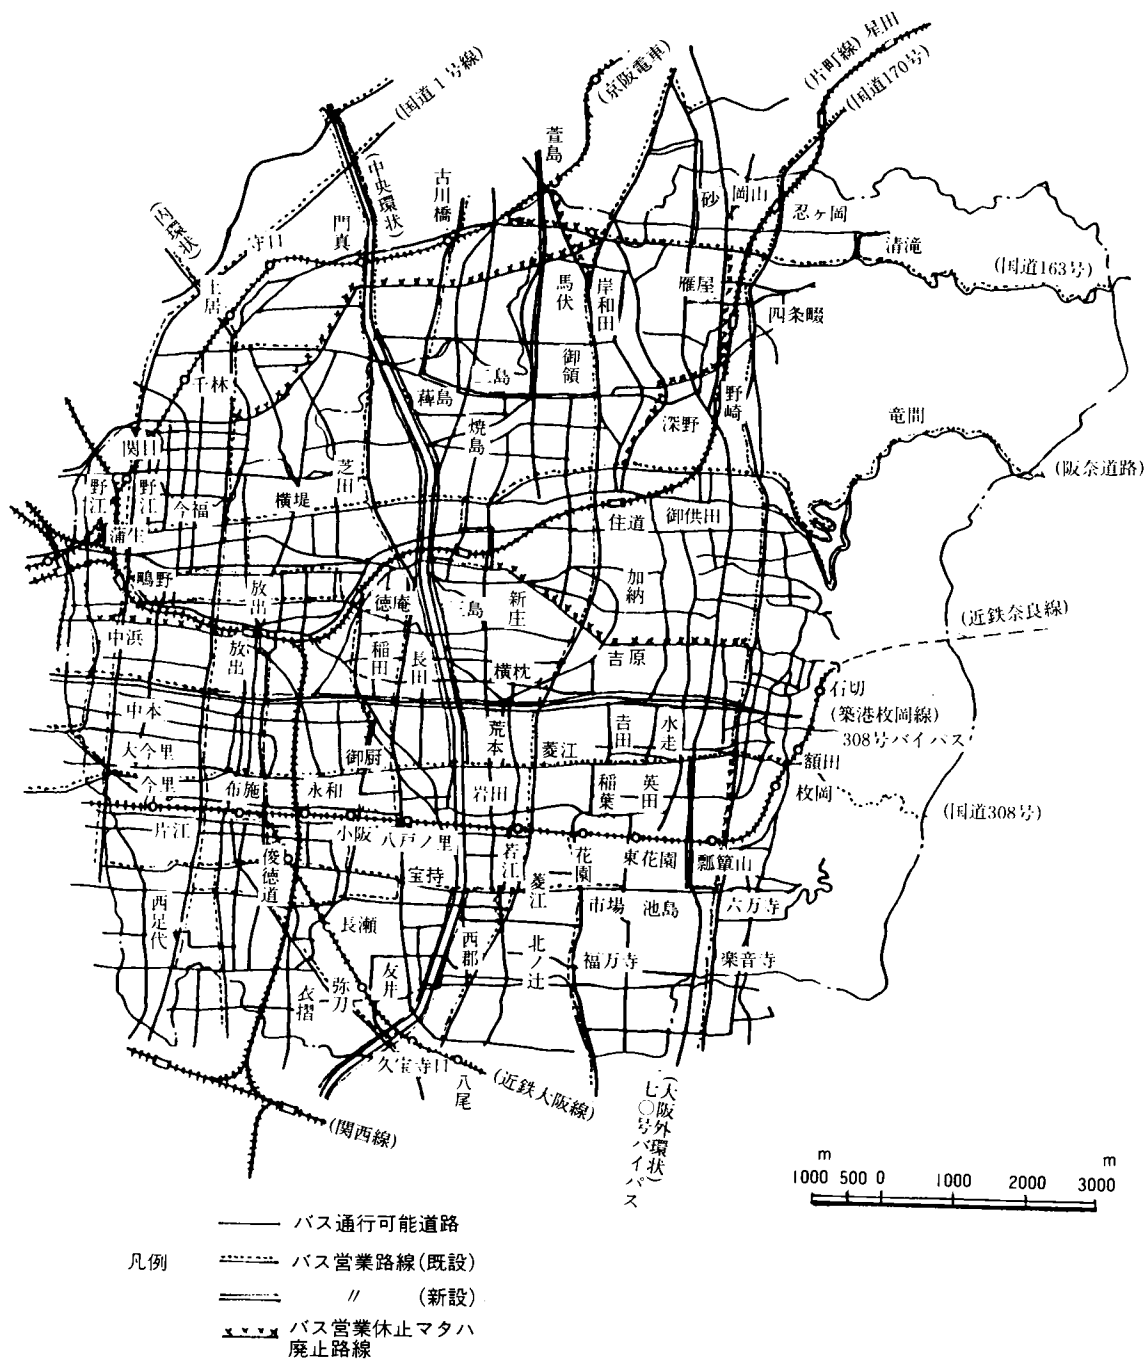 (片町線)星田
(国道170号)
(京阪電車)
(国道1号線)
萱島
(中央環状)
古川橋
砂
岡山
忍ヶ岡
門真
(内環状)
守口
清滝
(国道163号)
土居
馬伏
岸和田
雁屋
四条畷
御領
三島
千林
薭島
野崎
焼島
深野
竜間
関目
芝田
(阪奈道路)
野江
野江
今福
横堤
住道
御供田
蒲生
鴫野
放出
徳庵
三島
新庄
加納
中浜
放出
稲田
長田
吉原
(近鉄奈良線)
横枕
石切
中本
(築港枚岡線)
308号バイパス
荒本
菱江
吉田
水走
大今里
御厨
額田
今里
布施
永和
岩田
稲葉
英田
枚岡
(国道308号)
片江
小阪
八戸ノ里
若江
花園
東花園
瓢簞山
俊徳道
宝持
菱江
市場
池島
六万寺
西足代
長瀬
西郡
北ノ辻
福万寺
楽音寺
友井
弥刀
衣摺
久宝寺口
八尾
(近鉄大阪線)
(関西線)
(大阪外環状)
七〇号バイパス
m m
1000 500 0 1000 2000 3000
凡例
バス通行可能道路
バス営業路線(既設)
〃 (新設)
バス営業休止マタハ
廃止路線